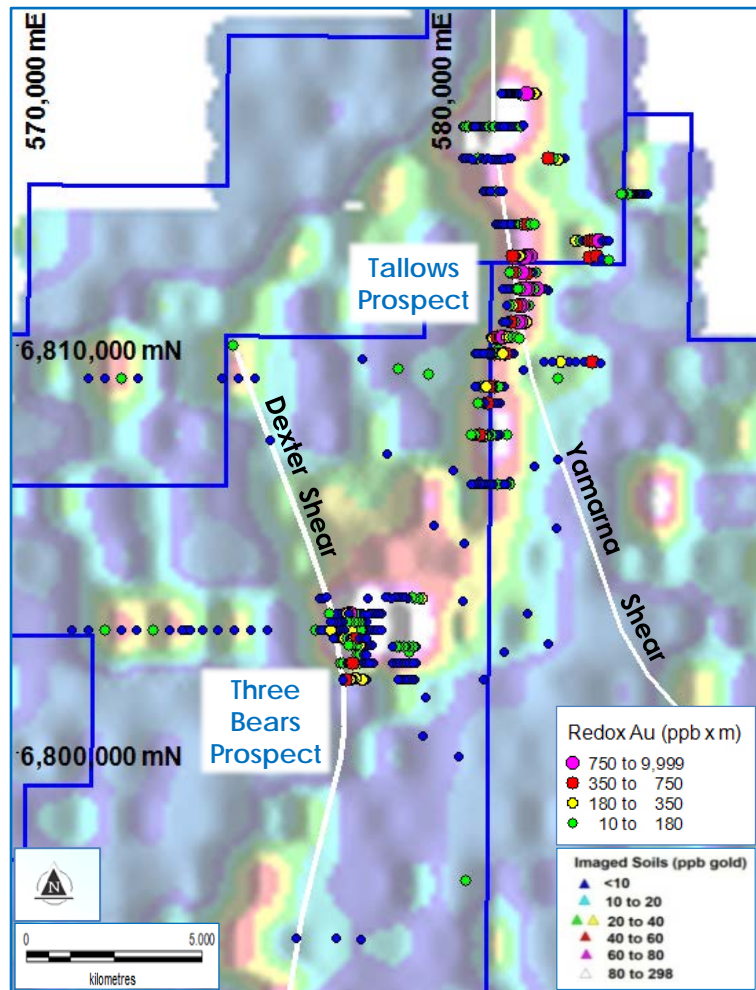 570,000 mE
580,000 mE
Tallows
Prospect
6,810,000 mN
Dexter Shear
Yamarna Shear
Three
Bears
Prospect
6,800,000 mN
Redox Au (ppb x m)
750 to 9,999
350 to 750
180 to 350
10 to 180
Imaged Soils (ppb gold)
<10
10 to 20
20 to 40
40 to 60
60 to 80
80 to 298
N
0 5.000
kilometres